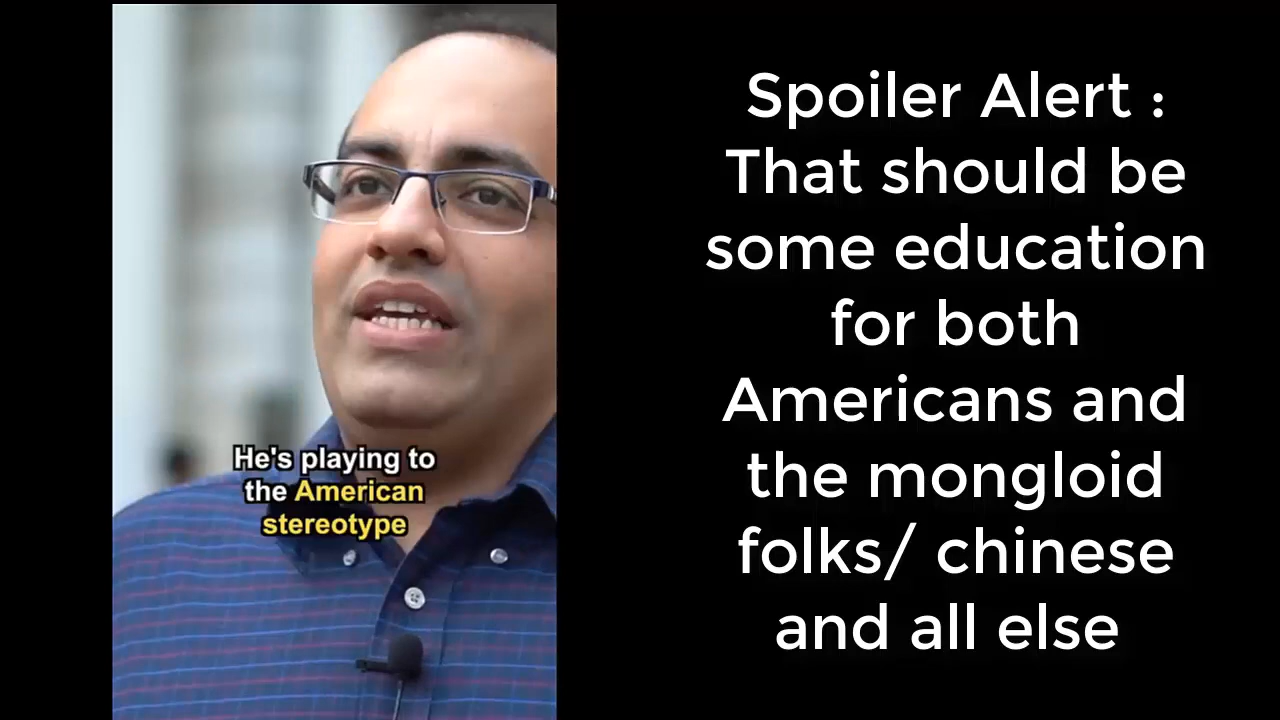 He's playing to
the American
stereotype
Spoiler Alert :
That should be
some education
for both
Americans and
the mongloid
folks/ chinese
and all else